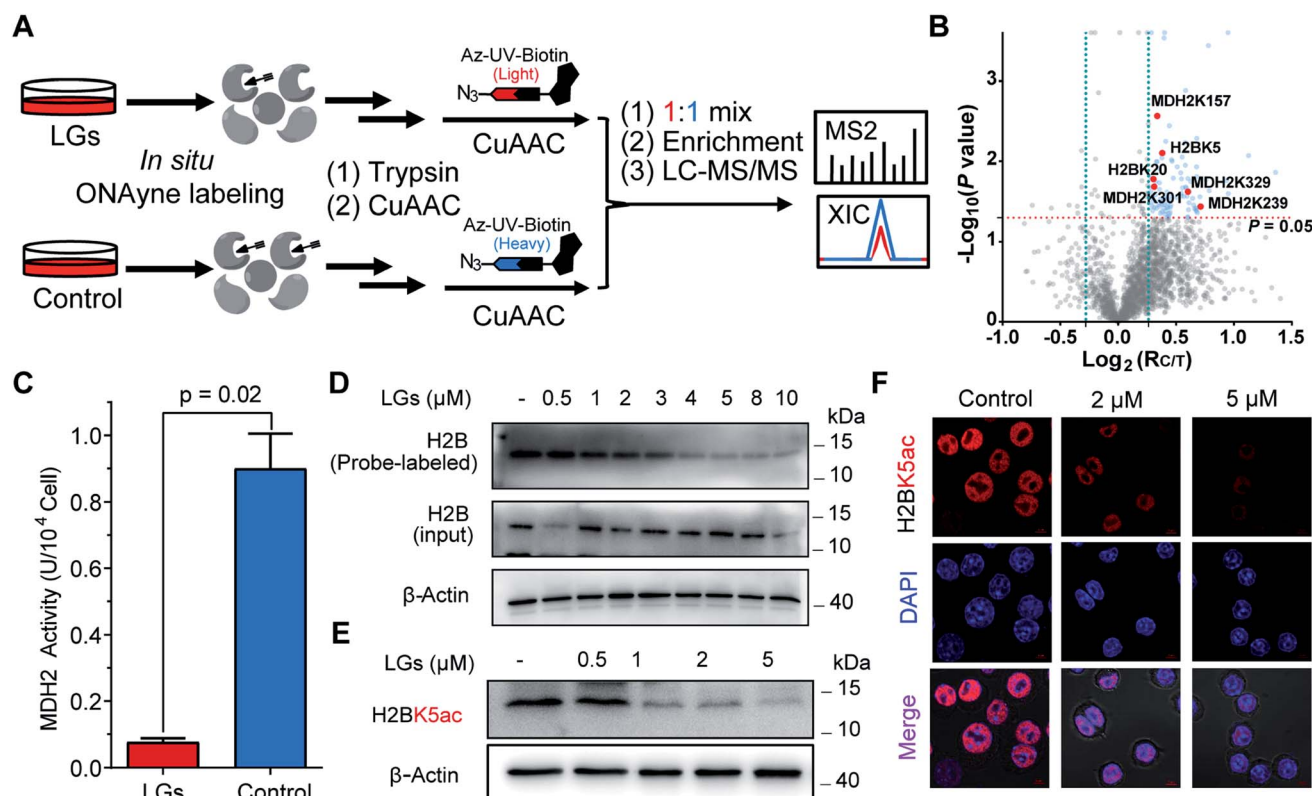 A
LGs
Control
In situ
ONAyne labeling
(1) Trypsin
(2) CuAAC
Az-UV-Biotin
(Light)
N3
CuAAC
Az-UV-Biotin
(Heavy)
N3
CuAAC
(1) 1:1 mix
(2) Enrichment
(3) LC-MS/MS
MS2
XIC
B
-Log10(P value)
3
2
1
0
MDH2K157
H2BK5
H2BK20
MDH2K329
MDH2K301
MDH2K239
P = 0.05
-1.0
-0.5
0.0
0.5
1.0
1.5
Log2 (RC/T)
C
p = 0.02
MDH2 Activity (U/10^4 Cell)
1.0
0.8
0.6
0.4
0.2
0.0
LGs
Control
D
LGs (µM) - 0.5 1 2 3 4 5 8 10
kDa
H2B
(Probe-labeled)
15
10
H2B
(input)
15
10
β-Actin
40
E
LGs (µM) - 0.5 1 2 5
kDa
H2BK5ac
15
10
β-Actin
40
F
Control 2 µM 5 µM
H2BK5ac
DAPI
Merge